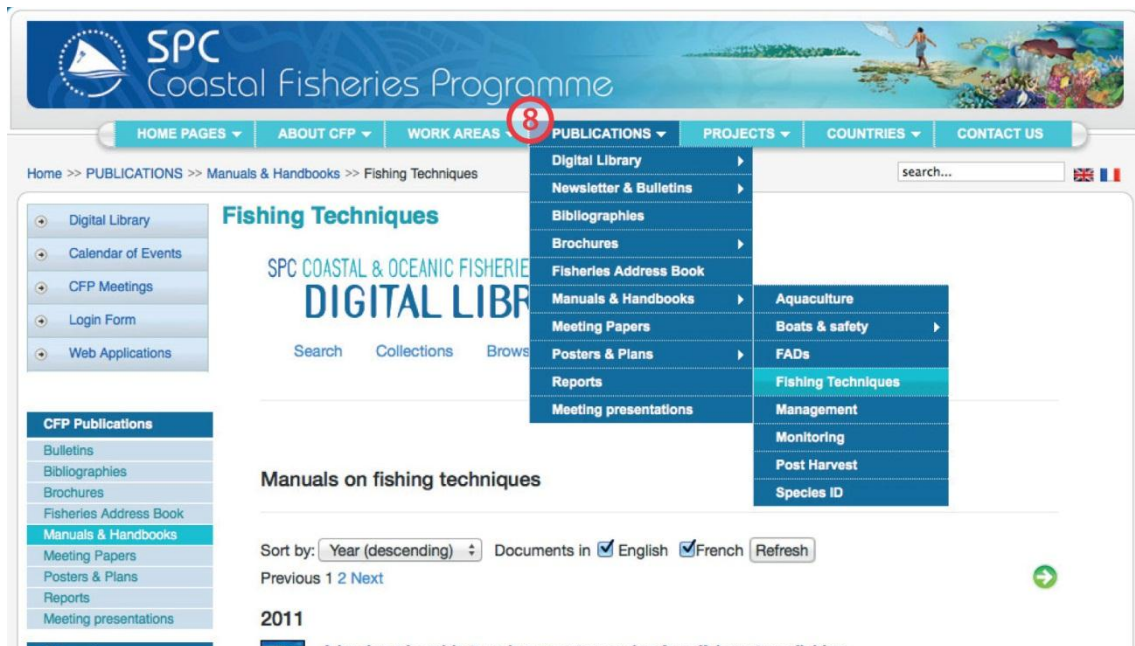 SPC
Coastal Fisheries Programme
8
HOME PAGES ABOUT CFP WORK AREAS PUBLICATIONS PROJECTS COUNTRIES CONTACT US
Home >> PUBLICATIONS >> Manuals & Handbooks >> Fishing Techniques
search...
Digital Library
Calendar of Events
CFP Meetings
Login Form
Web Applications
CFP Publications
Bulletins
Bibliographies
Brochures
Fisheries Address Book
Manuals & Handbooks
Meeting Papers
Posters & Plans
Reports
Meeting presentations
Digital Library
Newsletter & Bulletins
Bibliographies
Brochures
Fisheries Address Book
Manuals & Handbooks
Meeting Papers
Posters & Plans
Reports
Meeting presentations
Aquaculture
Boats & safety
FADs
Fishing Techniques
Management
Monitoring
Post Harvest
Species ID
Fishing Techniques
SPC COASTAL & OCEANIC FISHERIE
DIGITAL LIBR
Search Collections Brows
Manuals on fishing techniques
Sort by: Year (descending) Documents in English French Refresh
Previous 1 2 Next
2011